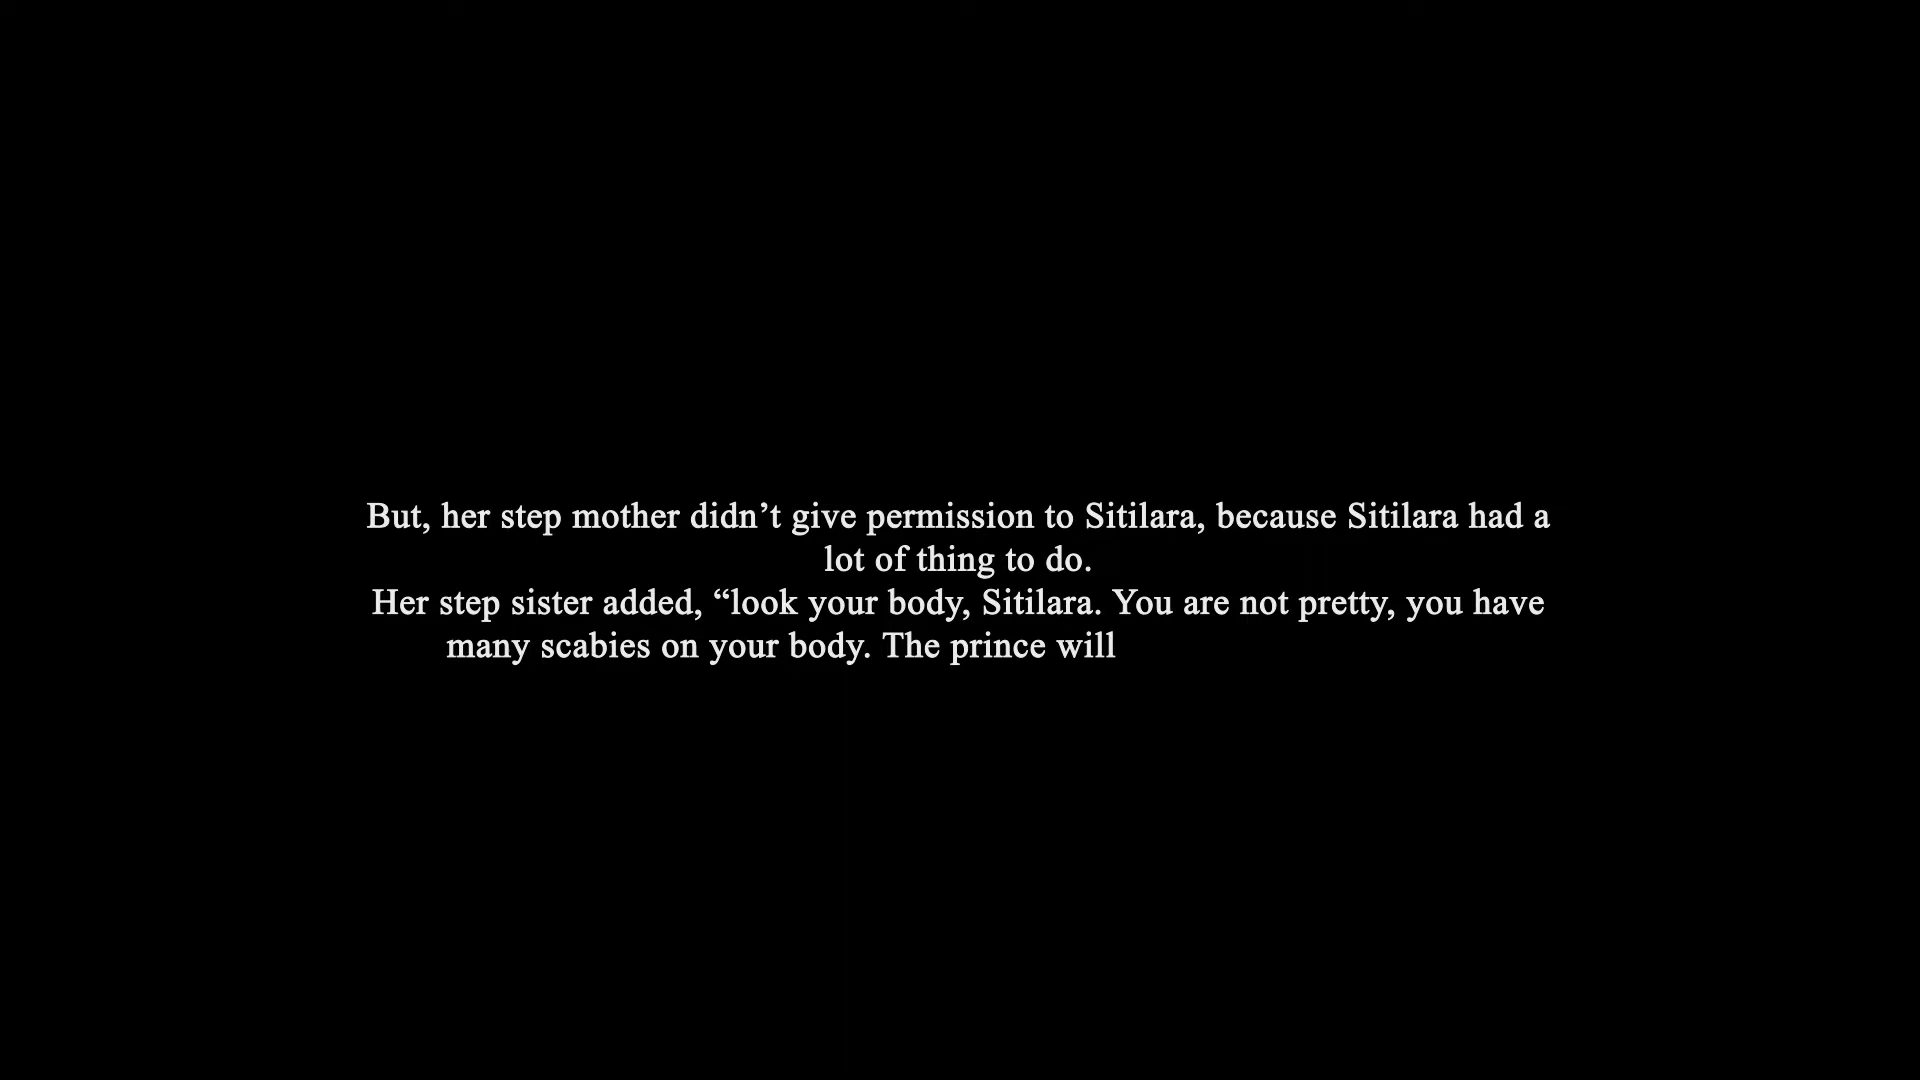 But, her step mother didn’t give permission to Sitilara, because Sitilara had a
lot of thing to do.
Her step sister added, “look your body, Sitilara. You are not pretty, you have
many scabies on your body. The prince will